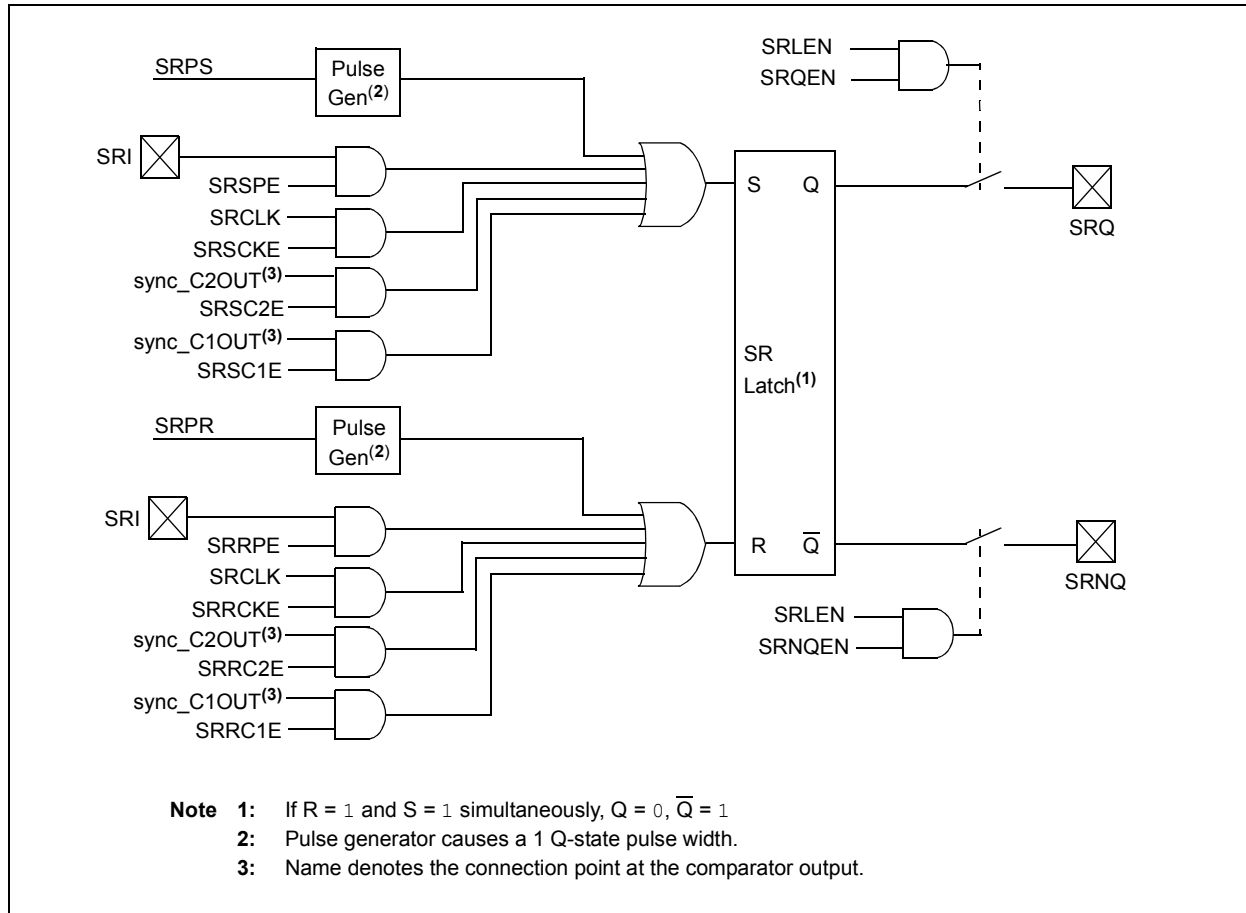 SRPS
Pulse
Gen(2)
SRI
SRSPE
SRCLK
SRSCKE
sync_C2OUT(3)
SRSC2E
sync_C1OUT(3)
SRSC1E
SRPR
Pulse
Gen(2)
SRI
SRRPE
SRCLK
SRRCKE
sync_C2OUT(3)
SRRC2E
sync_C1OUT(3)
SRRC1E
S Q
SR
Latch(1)
R Q̅
SRLEN
SRQEN
SRQ
SRNQ
SRLEN
SRNQEN
Note 1: If R = 1 and S = 1 simultaneously, Q = 0, Q̅ = 1
2: Pulse generator causes a 1 Q-state pulse width.
3: Name denotes the connection point at the comparator output.